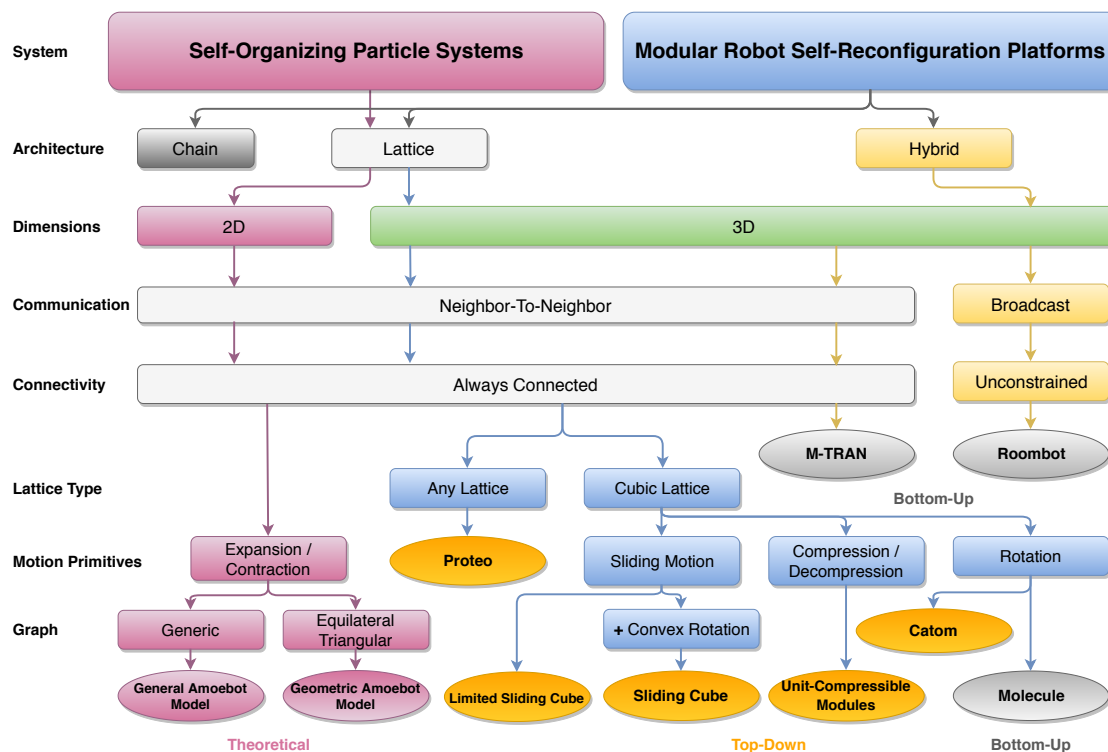 System
Self-Organizing Particle Systems
Modular Robot Self-Reconfiguration Platforms
Architecture
Chain
Lattice
Hybrid
Dimensions
2D
3D
Communication
Neighbor-To-Neighbor
Broadcast
Connectivity
Always Connected
Unconstrained
M-TRAN
Roombot
Lattice Type
Any Lattice
Cubic Lattice
Bottom-Up
Motion Primitives
Expansion /
Contraction
Proteo
Sliding Motion
Compression /
Decompression
Rotation
Graph
Generic
Equilateral
Triangular
+ Convex Rotation
Catom
General Amoebot
Model
Geometric Amoebot
Model
Limited Sliding Cube
Sliding Cube
Unit-Compressible
Modules
Molecule
Theoretical
Top-Down
Bottom-Up